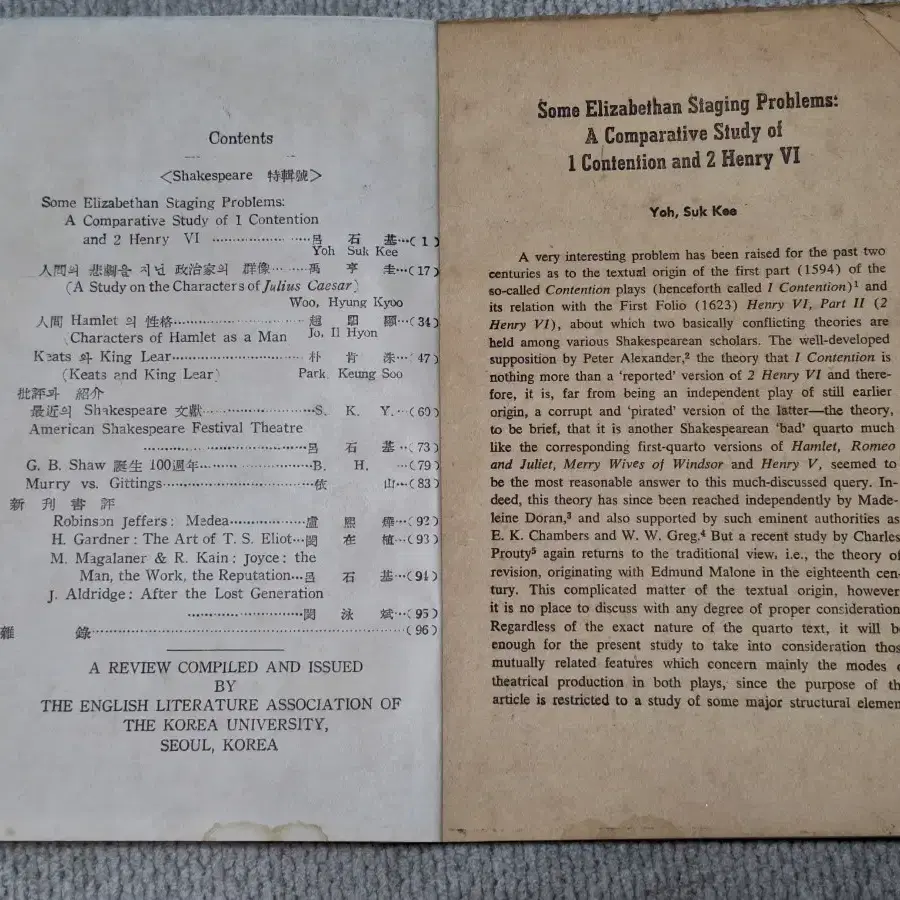 Contents
<Shakespeare 特輯號>
Some Elizabethan Staging Problems:
A Comparative Study of 1 Contention
and 2 Henry VI ……………呂 石 基…( 1 )
Yoh Suk Kee
人間의 悲劇을 지닌 政治家의 群像……禹 亨 圭…(17)
(A Study on the Characters of Julius Caesar)
Woo, Hyung Kyoo
人間 Hamlet 의 性格……………………趙 顯…(34)
(Characters of Hamlet as a Man Jo, Il Hyon
Keats 와 King Lear……………………朴 肯 洙…(47)
(Keats and King Lear) Park, Keung Soo
批評과 紹介
最近의 Shakespeare 文獻……………S. K. Y.…(60)
American Shakespeare Festival Theatre
……………………呂 石 基…(73)
G. B. Shaw 誕生 100週年……………B. H. …(79)
Murry vs. Gittings……………………依 山…(83)
新 刊 書 評
Robinson Jeffers: Medea……………盧 熙 燁…(92)
H. Gardner: The Art of T. S. Eliot…閔 在 植…(93)
M. Magalaner & R. Kain: Joyce: the
Man, the Work, the Reputation…呂 石 基…(94)
J. Aldridge: After the Lost Generation
……………………閔 泳 斌…(95)
雜 錄……………………………………(96)
A REVIEW COMPILED AND ISSUED
BY
THE ENGLISH LITERATURE ASSOCIATION OF
THE KOREA UNIVERSITY,
SEOUL, KOREA
Some Elizabethan Staging Problems:
A Comparative Study of
1 Contention and 2 Henry VI
Yoh, Suk Kee
A very interesting problem has been raised for the past two
centuries as to the textual origin of the first part (1594) of the
so-called Contention plays (henceforth called 1 Contention)¹ and
its relation with the First Folio (1623) Henry VI, Part II (2
Henry VI), about which two basically conflicting theories are
held among various Shakespearean scholars. The well-developed
supposition by Peter Alexander,² the theory that 1 Contention is
nothing more than a 'reported' version of 2 Henry VI and there-
fore, it is, far from being an independent play of still earlier
origin, a corrupt and 'pirated' version of the latter—the theory,
to be brief, that it is another Shakespearean 'bad' quarto much
like the corresponding first-quarto versions of Hamlet, Romeo
and Juliet, Merry Wives of Windsor and Henry V, seemed to
be the most reasonable answer to this much-discussed query. In-
deed, this theory has since been reached independently by Made-
leine Doran,³ and also supported by such eminent authorities as
E. K. Chambers and W. W. Greg.⁴ But a recent study by Charles
Prouty⁵ again returns to the traditional view, i.e., the theory of
revision, originating with Edmund Malone in the eighteenth cen-
tury. This complicated matter of the textual origin, however
it is no place to discuss with any degree of proper consideration
Regardless of the exact nature of the quarto text, it will b
enough for the present study to take into consideration thos
mutually related features which concern mainly the modes
theatrical production in both plays, since the purpose of th
article is restricted to a study of some major structural elemen